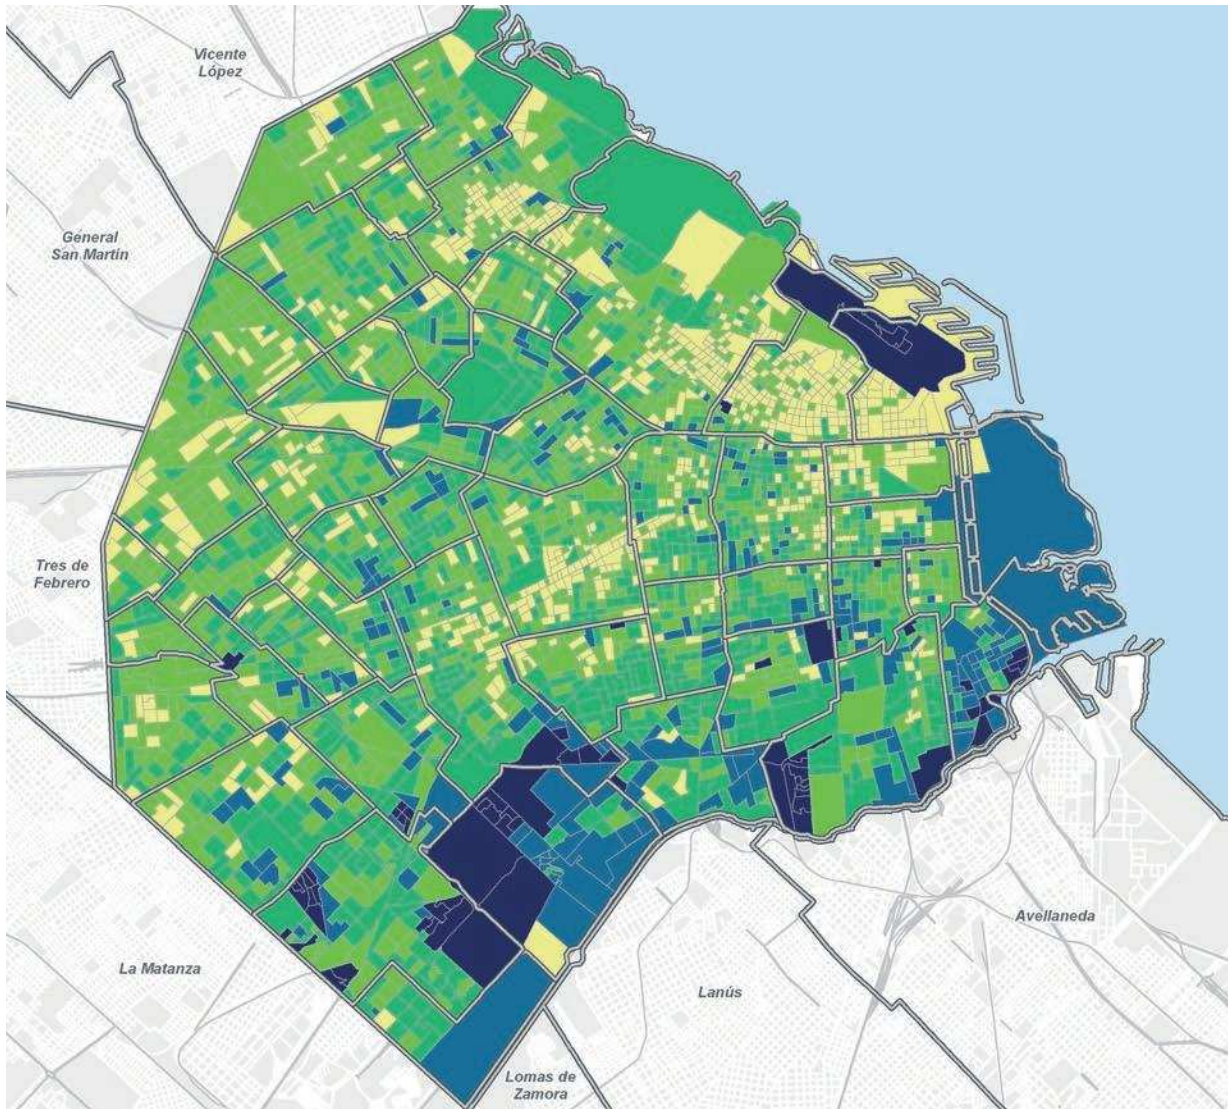 Vicente
López
General
San Martín
Tres de
Febrero
La Matanza
Avellaneda
Lanús
Lomas de
Zamora